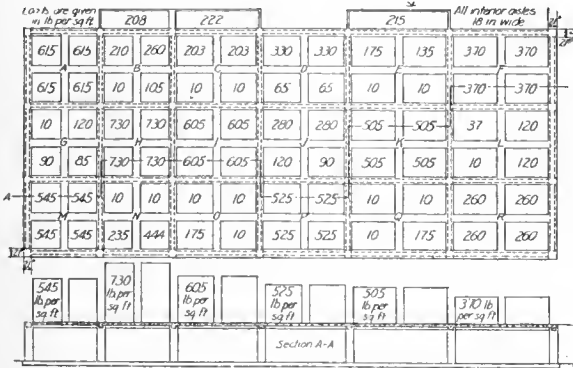 Loads are given
in lb per sq ft
208
222
215
All interior aisles
18 in wide
615 615 210 260 203 203 330 330 175 135 370 370
A B C D E F
615 615 10 105 10 10 65 65 10 10 370 370
10 120 730 730 605 605 280 280 505 505 37 120
G H J K L
90 85 730 730 605 605 120 90 505 505 10 120
A 545 545 10 10 10 10 525 525 10 10 260 260
M N O P Q R
545 545 235 444 175 10 525 525 10 175 260 260
545
lb per
sq ft
730
lb per
sq ft
605
lb per
sq ft
525
lb per
sq ft
505
lb per
sq ft
370 lb
per sq ft
Section A-A